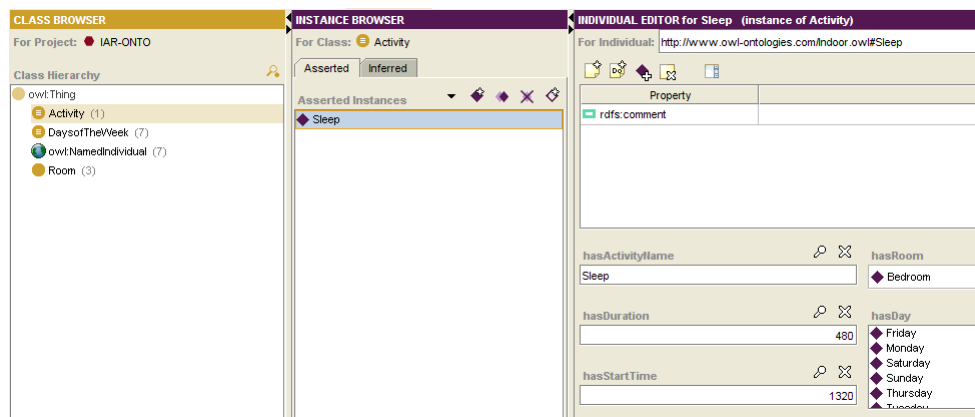 CLASS BROWSER
For Project: IAR-ONTO
Class Hierarchy
owl:Thing
Activity (1)
DaysofTheWeek (7)
owl:NamedIndividual (7)
Room (3)
INSTANCE BROWSER
For Class: Activity
Asserted Inferred
Asserted Instances
Sleep
INDIVIDUAL EDITOR for Sleep (instance of Activity)
For Individual: http://www.owl-ontologies.com/Indoor.owl#Sleep
Property
rdfs:comment
hasActivityName
Sleep
hasRoom
Bedroom
hasDuration
480
hasStartTime
1320
hasDay
Friday
Monday
Saturday
Sunday
Thursday
Tuesday